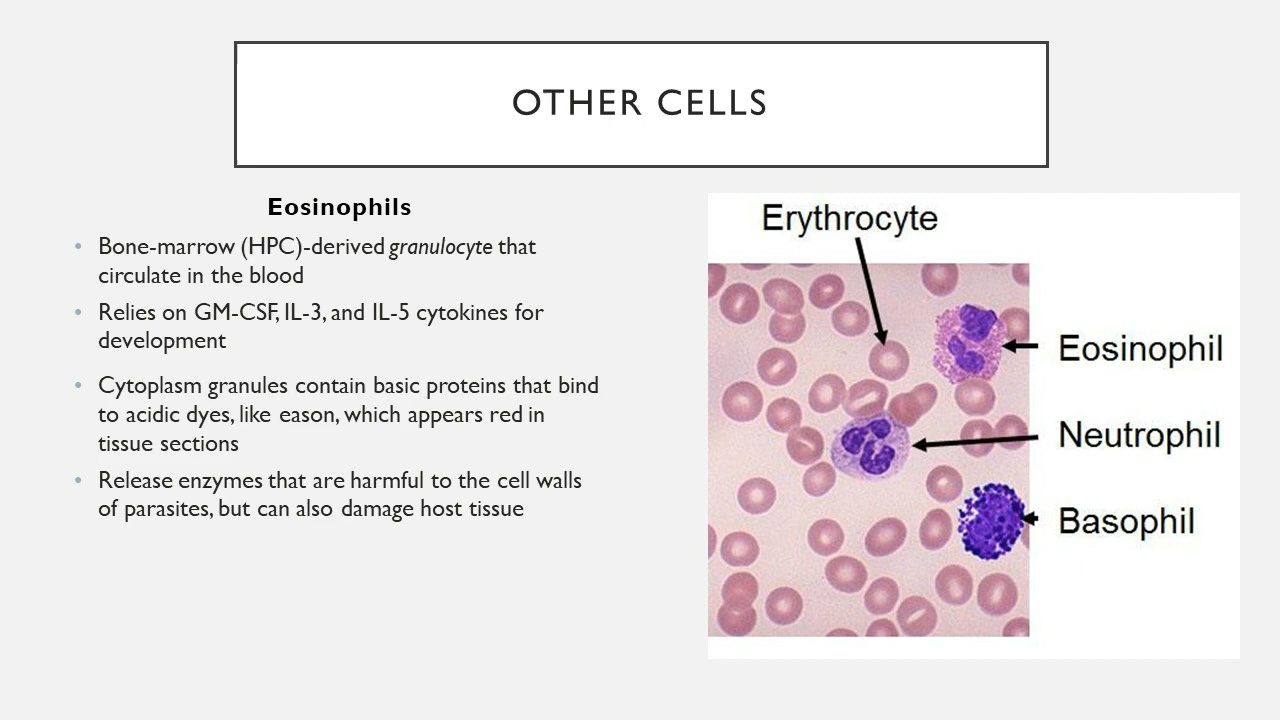 OTHER CELLS
Eosinophils
• Bone-marrow (HPC)-derived granulocyte that
circulate in the blood
• Relies on GM-CSF, IL-3, and IL-5 cytokines for
development
• Cytoplasm granules contain basic proteins that bind
to acidic dyes, like eason, which appears red in
tissue sections
• Release enzymes that are harmful to the cell walls
of parasites, but can also damage host tissue
Erythrocyte
Eosinophil
Neutrophil
Basophil